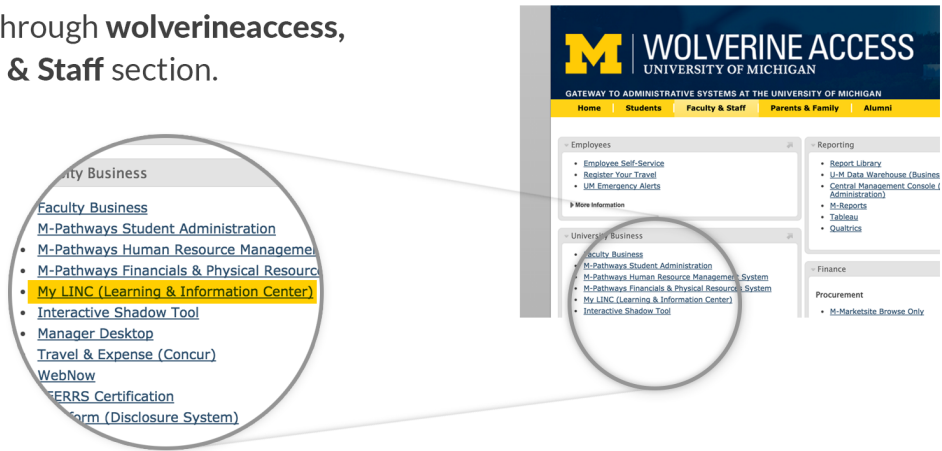 hrough wolverineaccess,
& Staff section.
M WOLVERINE ACCESS
UNIVERSITY OF MICHIGAN
GATEWAY TO ADMINISTRATIVE SYSTEMS AT THE UNIVERSITY OF MICHIGAN
Home Students Faculty & Staff Parents & Family Alumni
Employees
Employee Self-Service
Register Your Travel
UM Emergency Alerts
More Information
University Business
Faculty Business
M-Pathways Student Administration
M-Pathways Human Resource Management System
M-Pathways Financials & Physical Resources System
My LINC (Learning & Information Center)
Interactive Shadow Tool
Reporting
Report Library
U-M Data Warehouse (Busines
Central Management Console (
Administration)
M-Reports
Tableau
Qualtrics
Finance
Procurement
M-Marketsite Browse Only
ity Business
Faculty Business
M-Pathways Student Administration
M-Pathways Human Resource Managemen
M-Pathways Financials & Physical Resourc
My LINC (Learning & Information Center)
Interactive Shadow Tool
Manager Desktop
Travel & Expense (Concur)
WebNow
FERRS Certification
orm (Disclosure System)